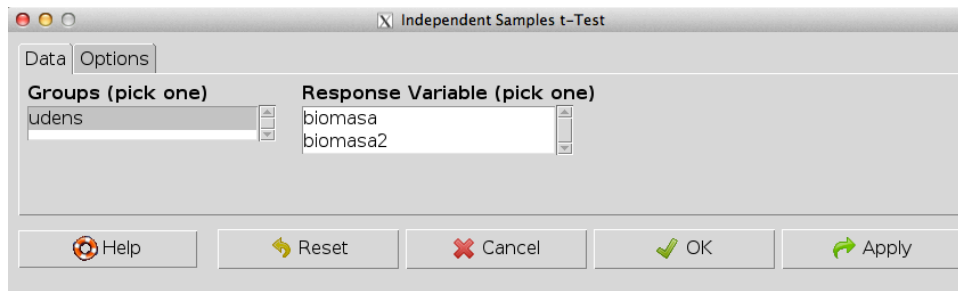 Independent Samples t-Test
Data Options
Groups (pick one) Response Variable (pick one)
udens biomasa
biomasa2
Help Reset Cancel OK Apply